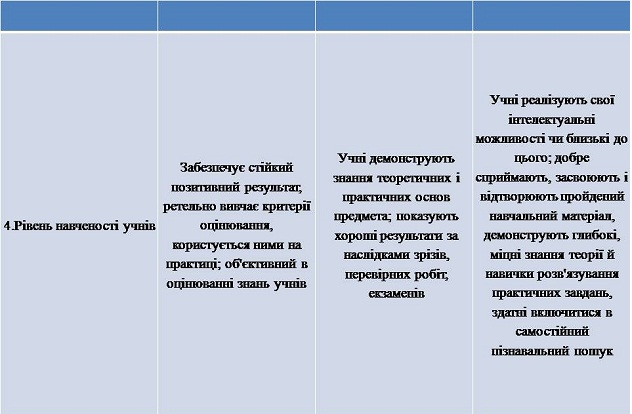 4.Рівень навченості учнів
Забезпечує стійкий
позитивний результат,
ретельно вивчає критерії
оцінювання,
користується ними на
практиці; об'єктивний в
оцінюванні знань учнів
Учні демонструють
знання теоретичних і
практичних основ
предмета; показують
хороші результати за
наслідками зрізів,
перевірних робіт,
екзаменів
Учні реалізують свої
інтелектуальні
можливості чи близькі до
цього; добре
сприймають, засвоюють і
відтворюють пройдений
навчальний матеріал,
демонструють глибокі,
міцні знання теорії й
навички розв'язування
практичних завдань,
здатні включитися в
самостійний
пізнавальний пошук